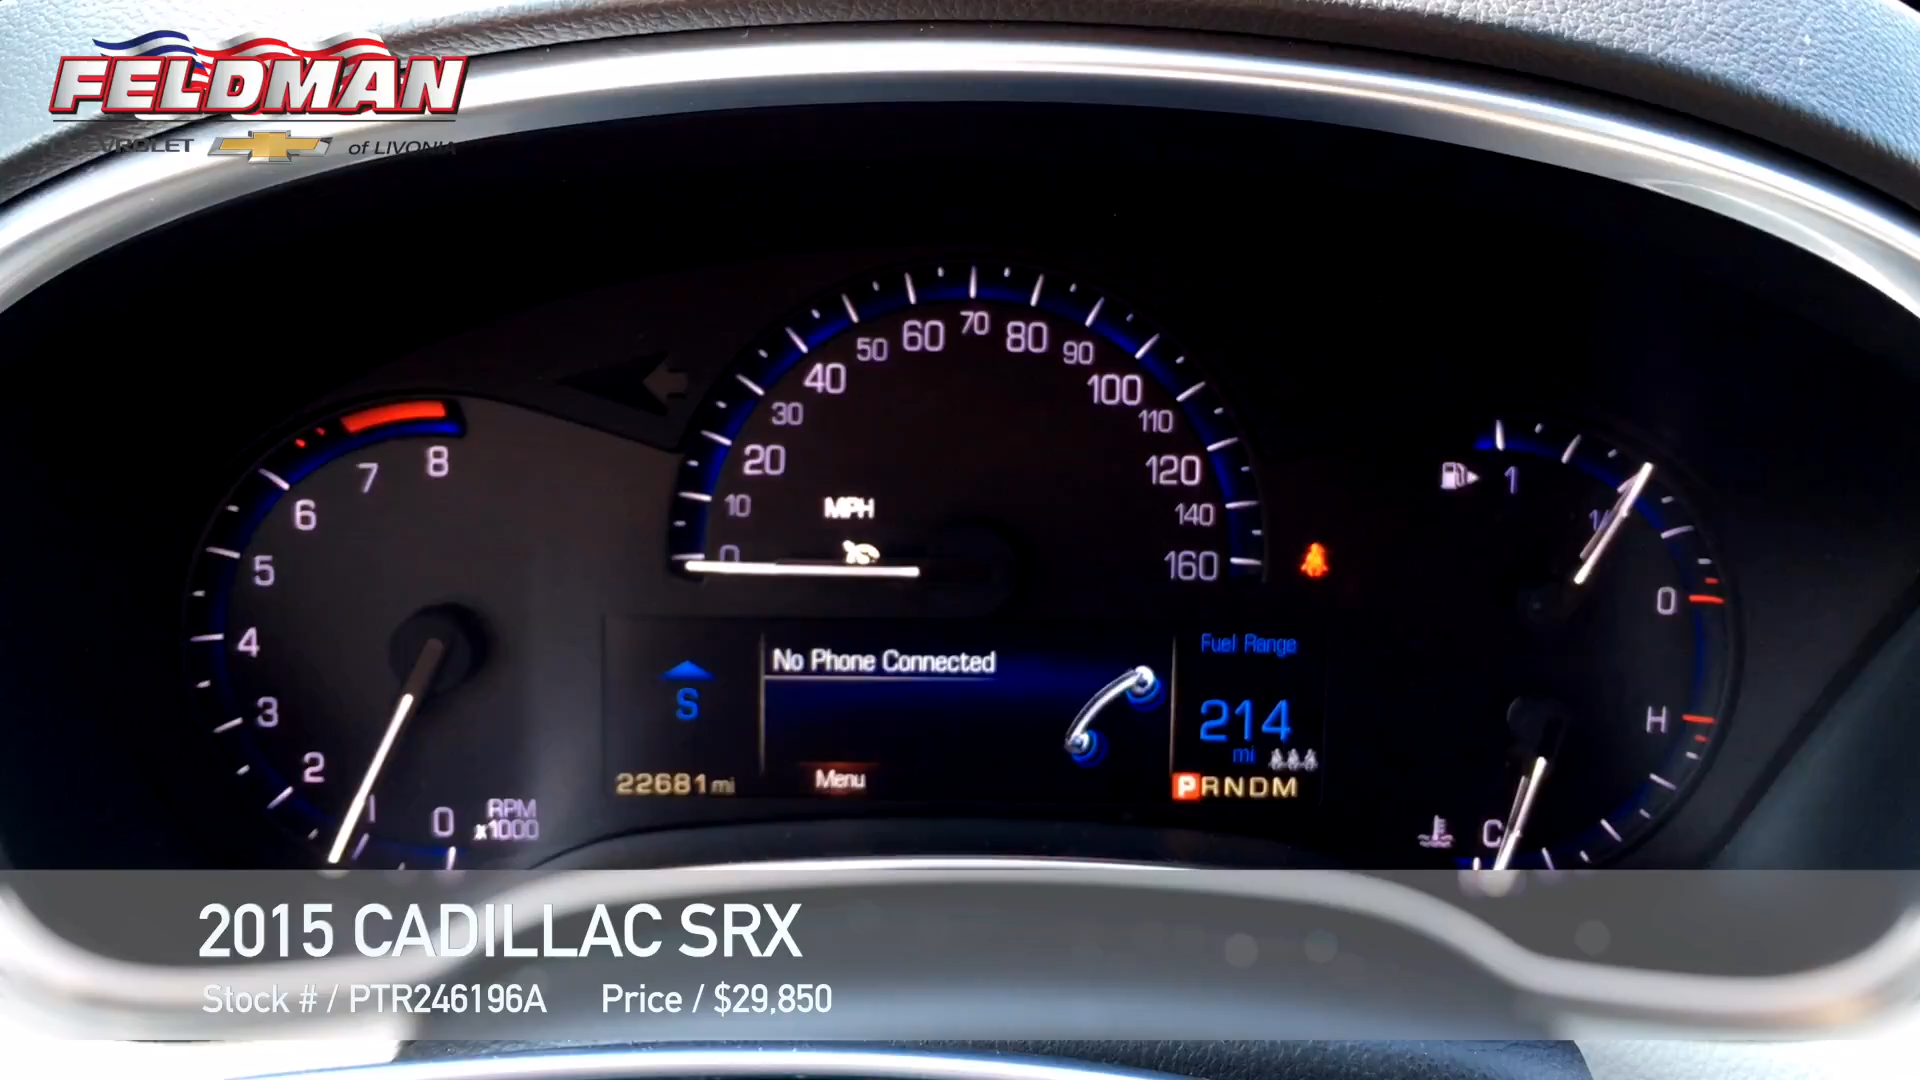 FELDMAN
CHEVROLET of LIVONIA
0 10 20 30 40 50 60 70 80 90 100 110 120 140 160
MPH
0 1 2 3 4 5 6 7 8
RPM
x1000
1
0
H
C
S
22681 mi
No Phone Connected
Menu
Fuel Range
214
mi
PRNDM
2015 CADILLAC SRX
Stock # / PTR246196A Price / $29,850